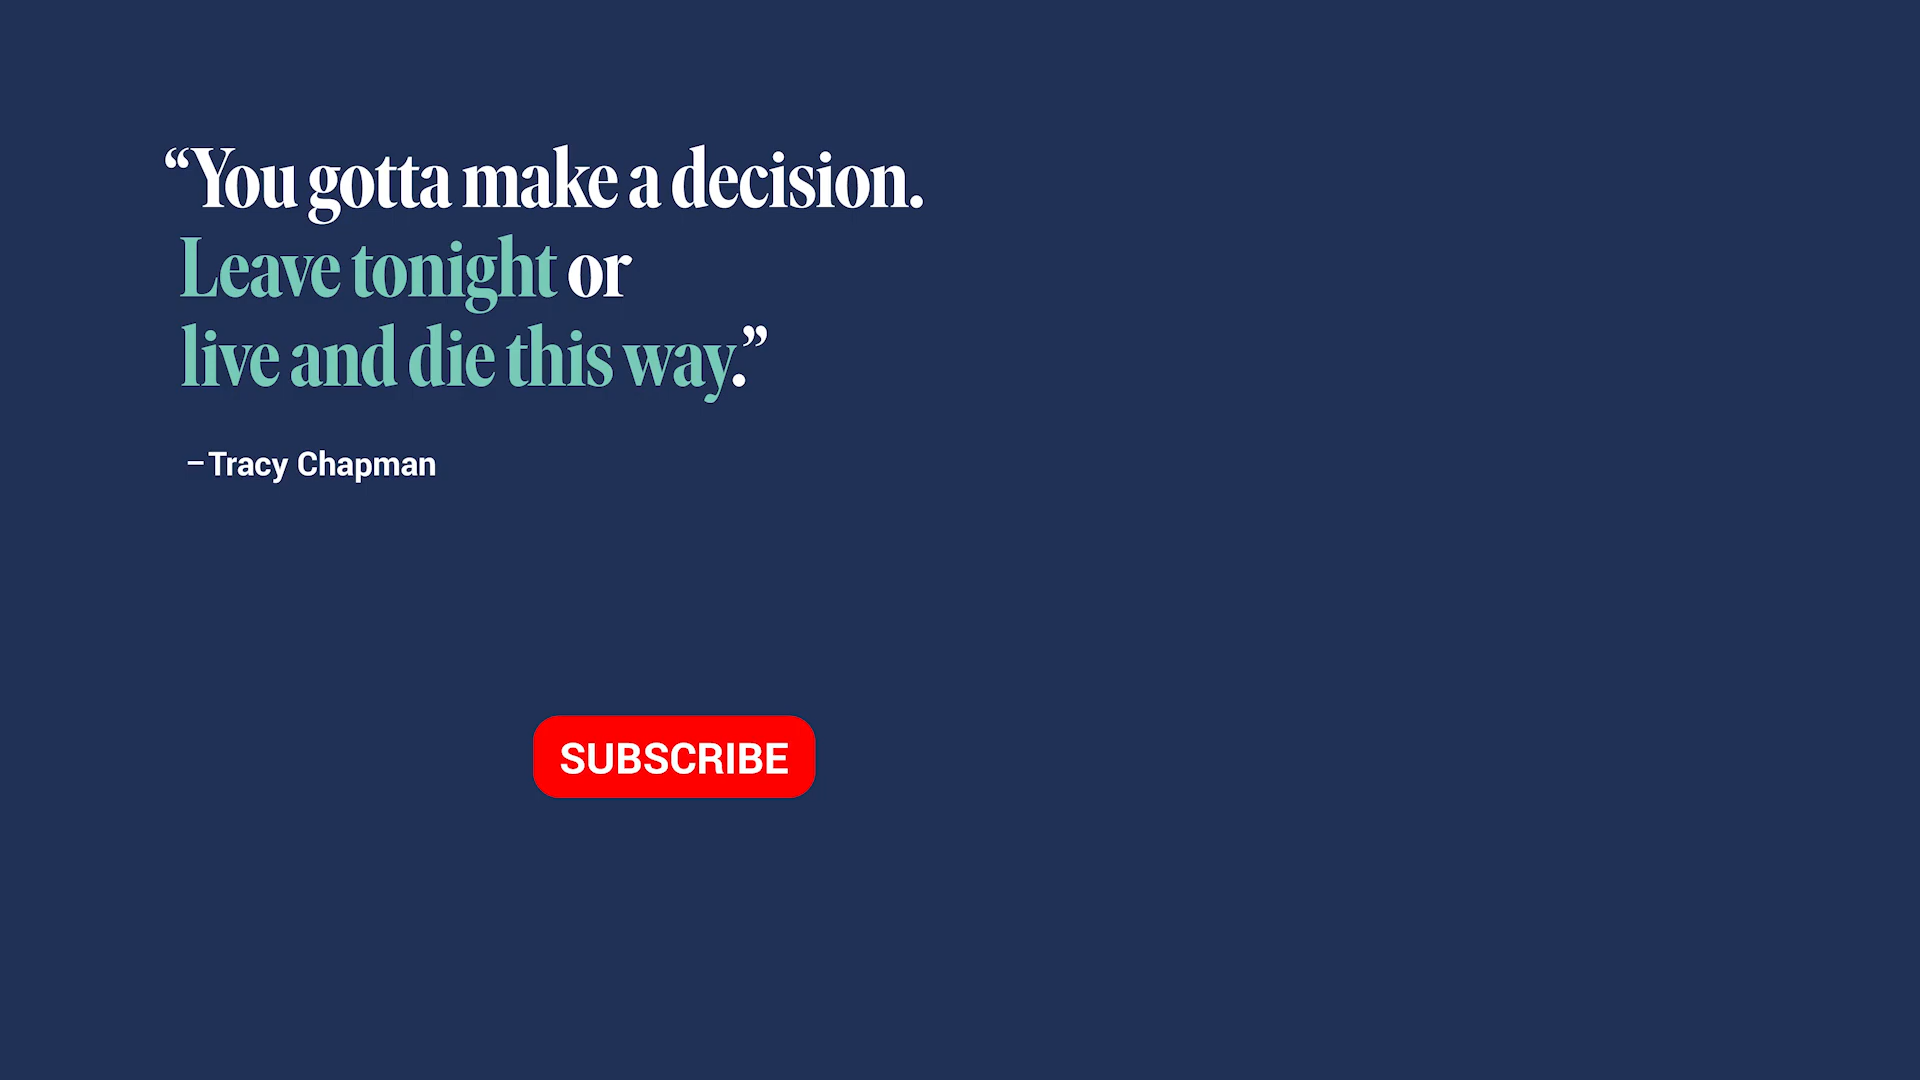 “You gotta make a decision.
Leave tonight or
live and die this way.”
–Tracy Chapman
SUBSCRIBE